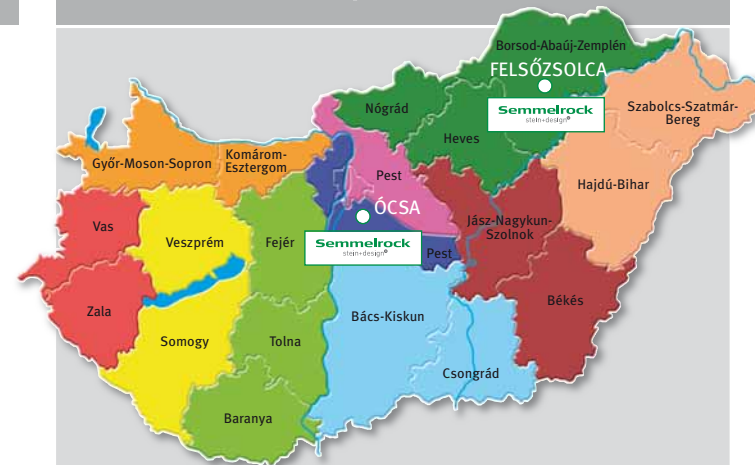 Borsod-Abaúj-Zemplén
FELSŐZSOLCA
Semmelrock
stein+design®
Szabolcs-Szatmár-
Bereg
Nógrád
Heves
Győr-Moson-Sopron
Komárom-
Esztergom
Pest
Hajdú-Bihar
ÓCSA
Jász-Nagykun-
Szolnok
Vas
Veszprém
Fejér
Semmelrock
stein+design®
Pest
Zala
Békés
Bács-Kiskun
Somogy
Tolna
Csongrád
Baranya